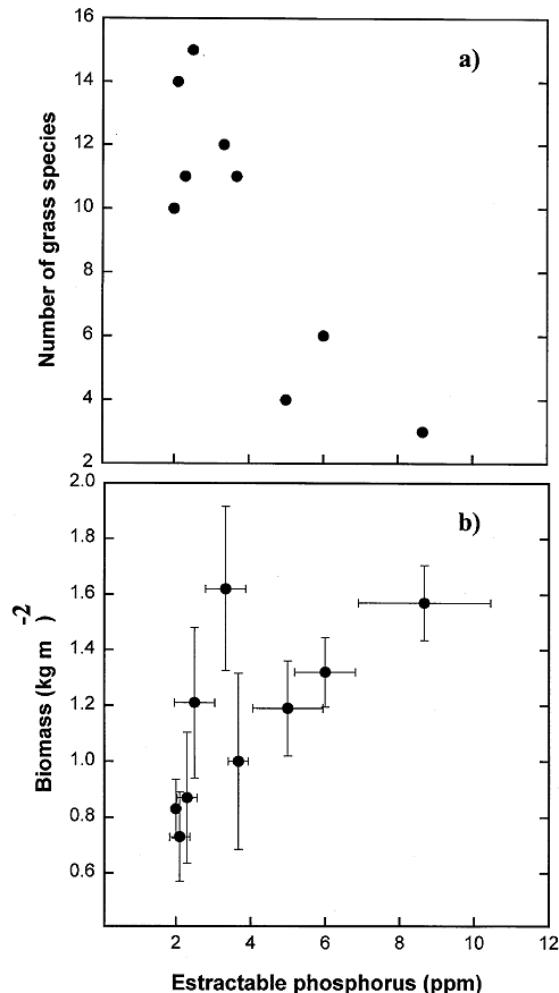 16
14
12
10
8
6
4
2
Number of grass species
a)
2.0
1.8
1.6
1.4
1.2
1.0
0.8
0.6
Biomass (kg m -2)
b)
2 4 6 8 10 12
Estractable phosphorus (ppm)